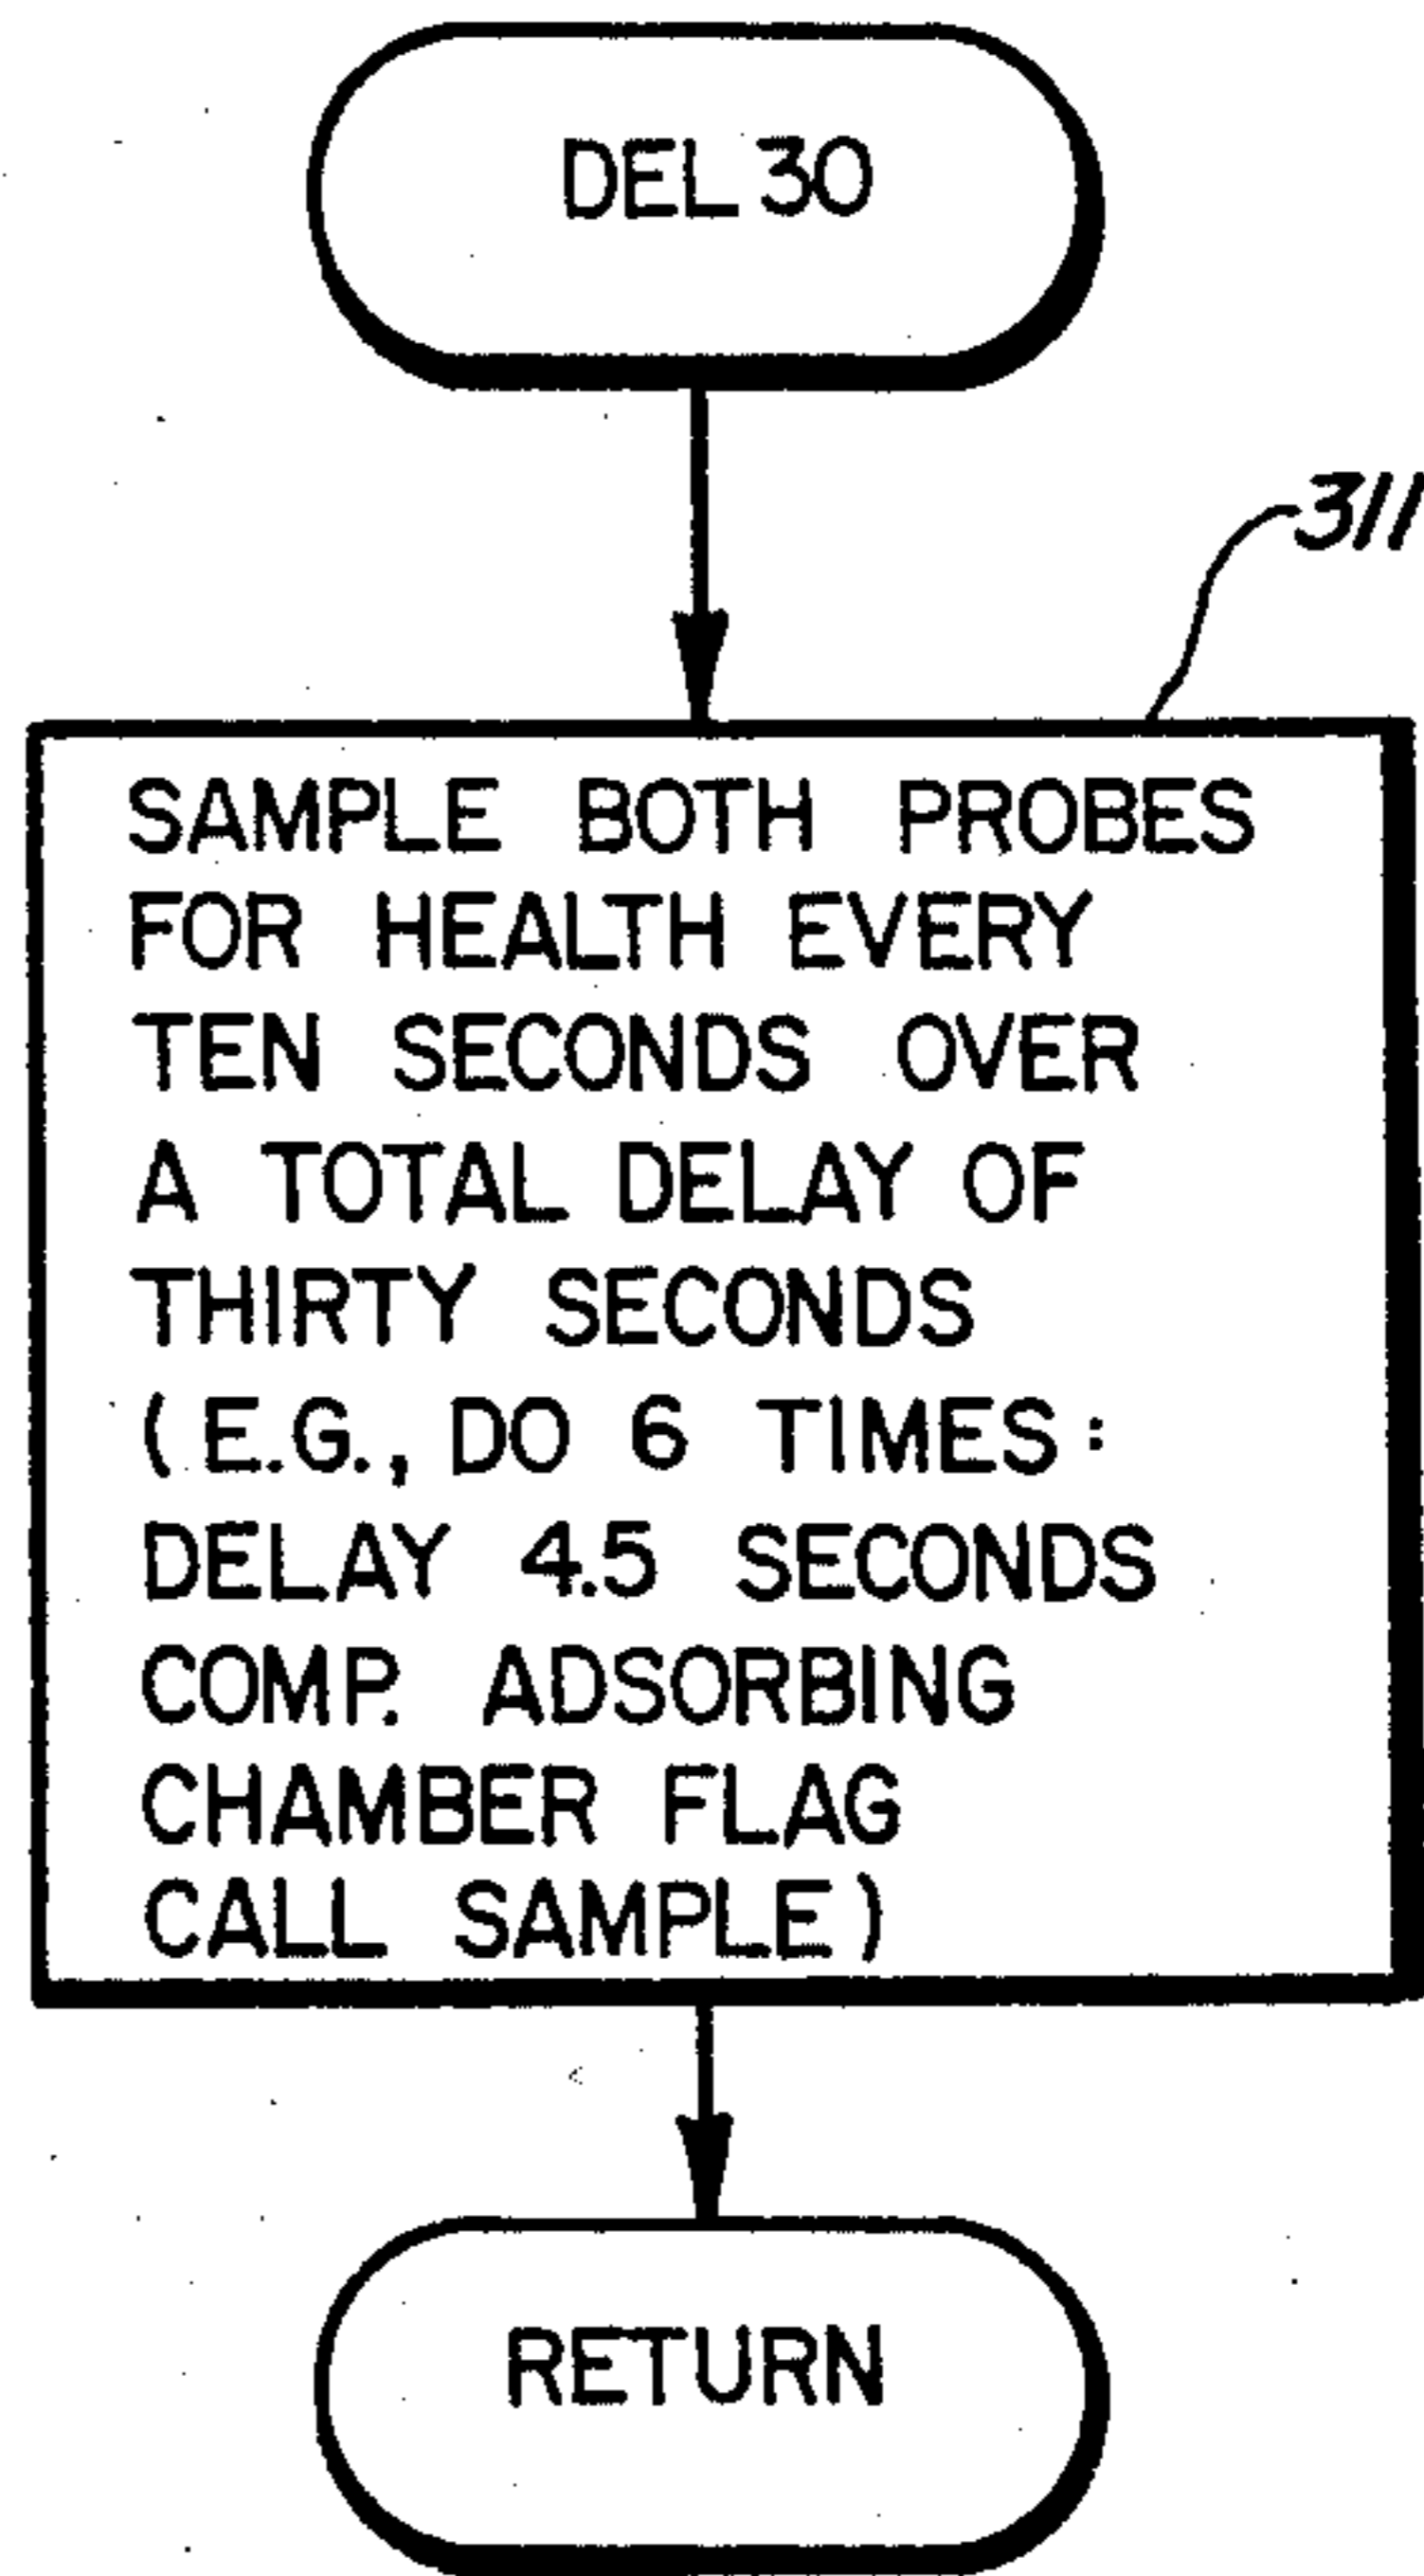 DEL 30
311
SAMPLE BOTH PROBES
FOR HEALTH EVERY
TEN SECONDS OVER
A TOTAL DELAY OF
THIRTY SECONDS
(E.G., DO 6 TIMES:
DELAY 4.5 SECONDS
COMP. ADSORBING
CHAMBER FLAG
CALL SAMPLE)
RETURN